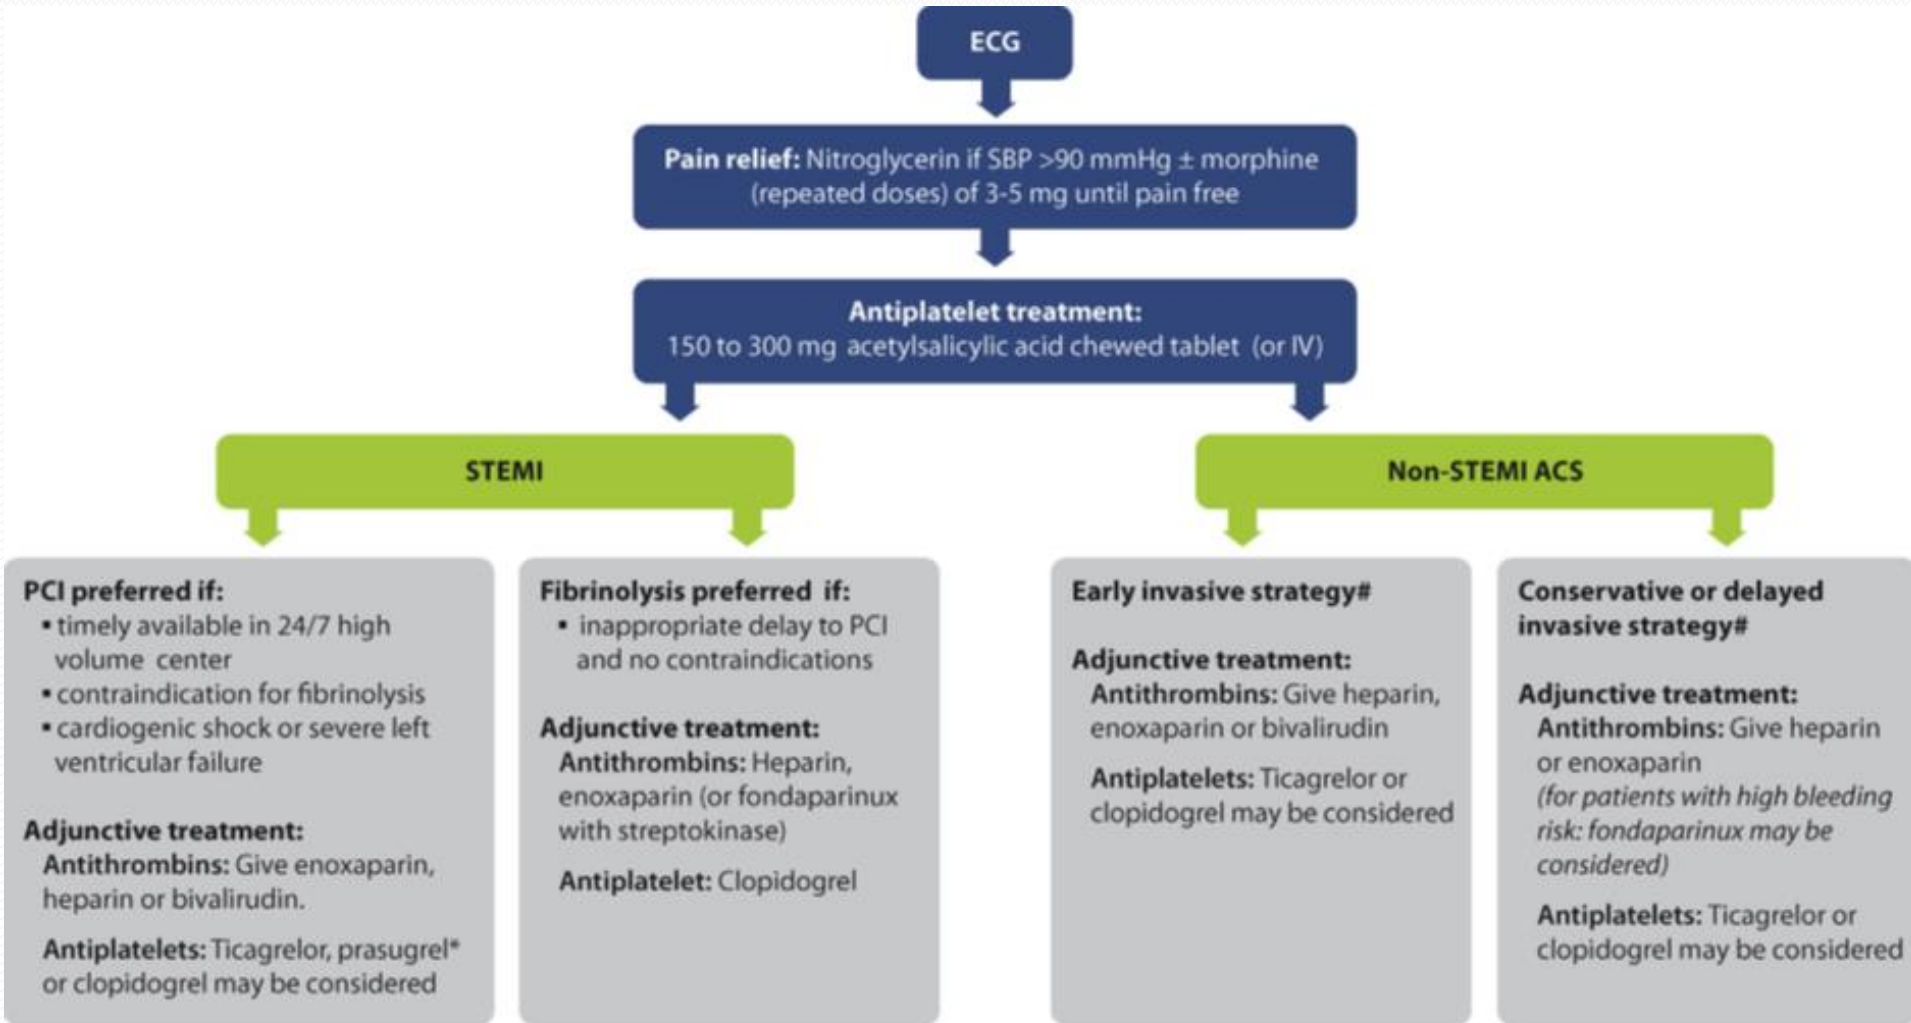 ECG
Pain relief: Nitroglycerin if SBP >90 mmHg ± morphine
(repeated doses) of 3-5 mg until pain free
Antiplatelet treatment:
150 to 300 mg acetylsalicylic acid chewed tablet (or IV)
STEMI
Non-STEMI ACS
PCI preferred if:
▪ timely available in 24/7 high
volume center
▪ contraindication for fibrinolysis
▪ cardiogenic shock or severe left
ventricular failure
Adjunctive treatment:
Antithrombins: Give enoxaparin,
heparin or bivalirudin.
Antiplatelets: Ticagrelor, prasugrel*
or clopidogrel may be considered
Fibrinolysis preferred if:
▪ inappropriate delay to PCI
and no contraindications
Adjunctive treatment:
Antithrombins: Heparin,
enoxaparin (or fondaparinux
with streptokinase)
Antiplatelet: Clopidogrel
Early invasive strategy#
Adjunctive treatment:
Antithrombins: Give heparin,
enoxaparin or bivalirudin
Antiplatelets: Ticagrelor or
clopidogrel may be considered
Conservative or delayed
invasive strategy#
Adjunctive treatment:
Antithrombins: Give heparin
or enoxaparin
(for patients with high bleeding
risk: fondaparinux may be
considered)
Antiplatelets: Ticagrelor or
clopidogrel may be considered